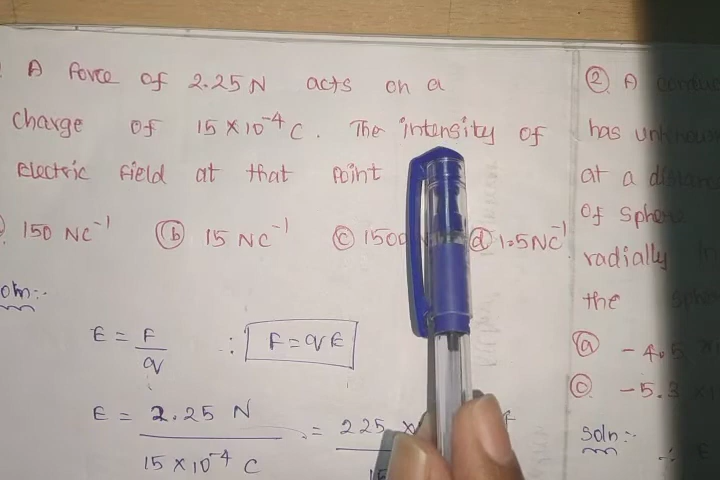 A Force of 2.25 N acts on a
charge of 15 × 10⁻⁴ C. The intensity of
Electric Field at that point
150 NC⁻¹ (b) 15 NC⁻¹ (c) 1500 (d) 1.5 NC⁻¹
Soln:-
E = F/q ∴ F = qE
E = 2.25 N / 15 × 10⁻⁴ C = 225 ×
(2) A
has
at a
of sphere
radially
the
(a) -4.5
(c) -5.3
Soln:-
∴ E